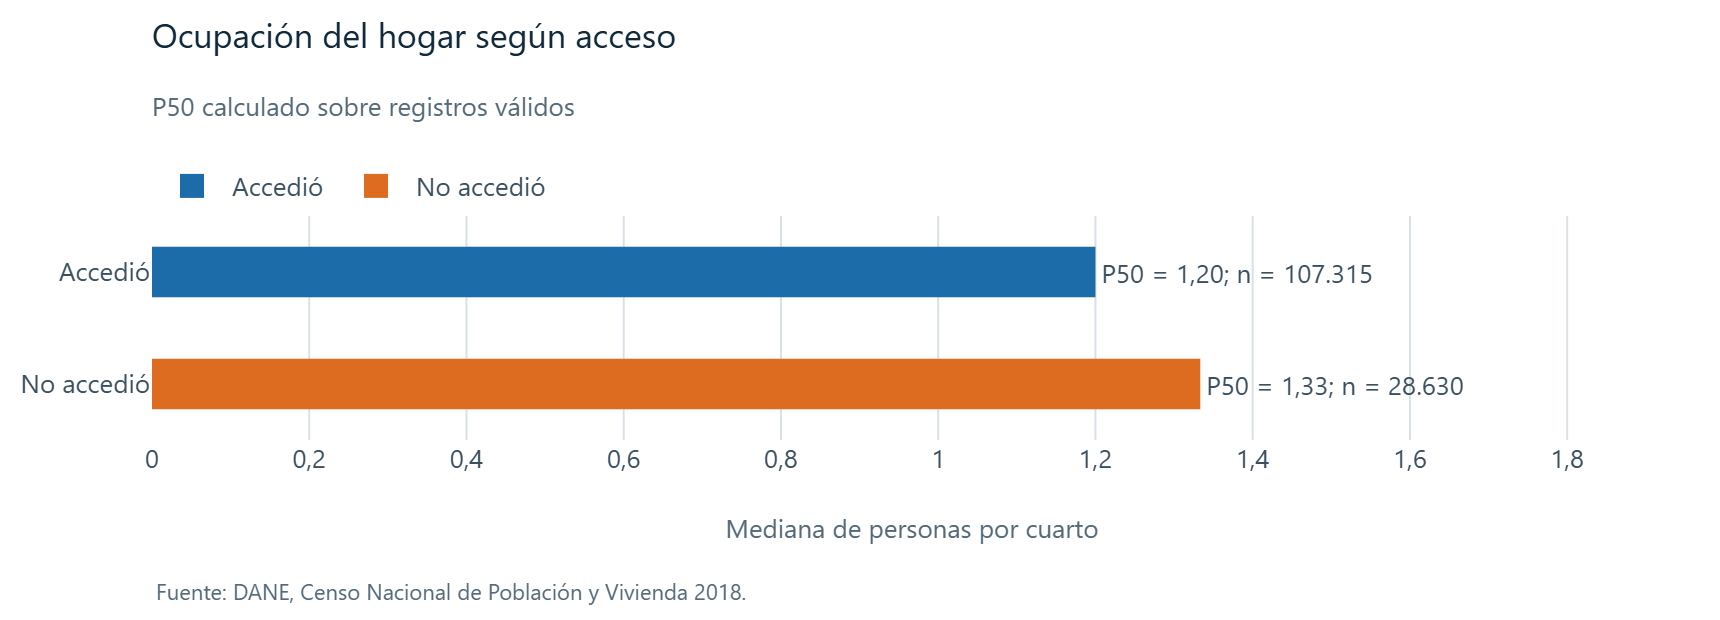 Ocupación del hogar según acceso
P50 calculado sobre registros válidos
Accedió No accedió
Accedió P50 = 1,20; n = 107.315
No accedió P50 = 1,33; n = 28.630
0 0,2 0,4 0,6 0,8 1 1,2 1,4 1,6 1,8
Mediana de personas por cuarto
Fuente: DANE, Censo Nacional de Población y Vivienda 2018.